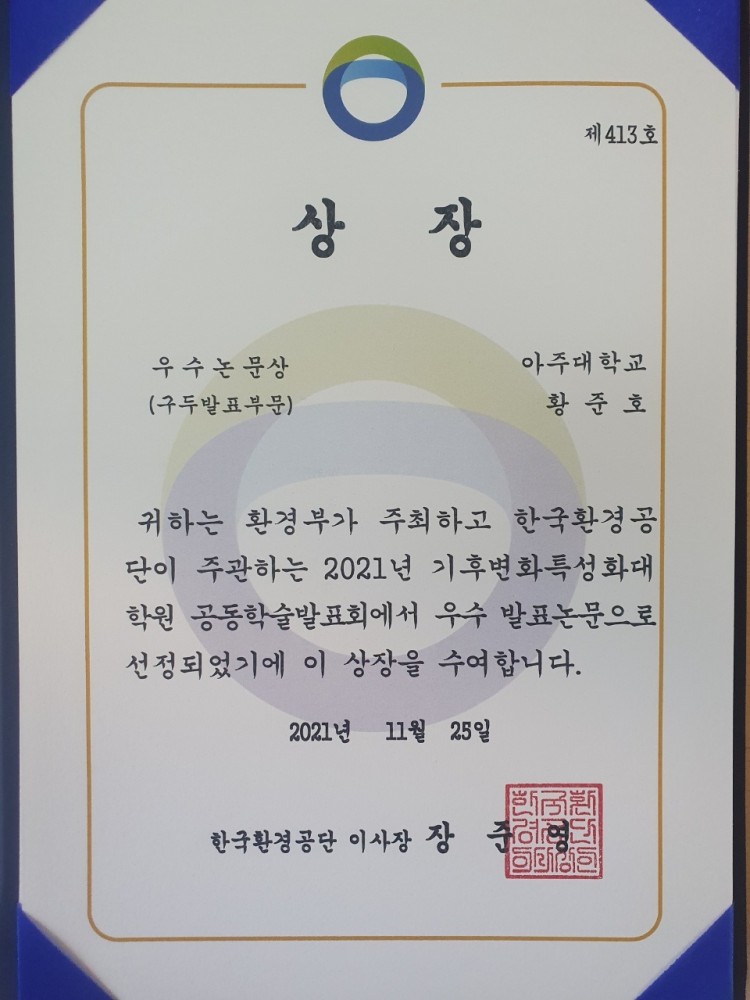 제413호
상 장
우수논문상 아주대학교
(구두발표부문) 황 준 호
귀하는 환경부가 주최하고 한국환경공
단이 주관하는 2021년 기후변화특성화대
학원 공동학술발표회에서 우수 발표논문으로
선정되었기에 이 상장을 수여합니다.
2021년 11월 25일
한국환경공단 이사장 장 준 영